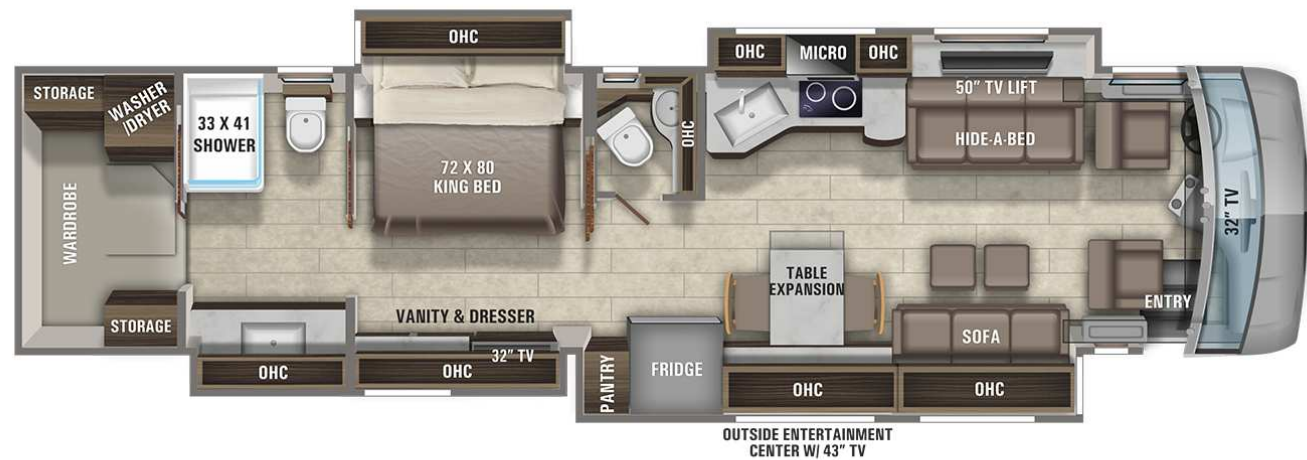 OHC
OHC
MICRO
OHC
STORAGE
WASHER
/DRYER
33 X 41
SHOWER
50" TV LIFT
HIDE-A-BED
OHC
72 X 80
KING BED
WARDROBE
32" TV
TABLE
EXPANSION
ENTRY
STORAGE
VANITY & DRESSER
32" TV
SOFA
OHC
OHC
PANTRY
FRIDGE
OHC
OHC
OUTSIDE ENTERTAINMENT
CENTER W/ 43" TV